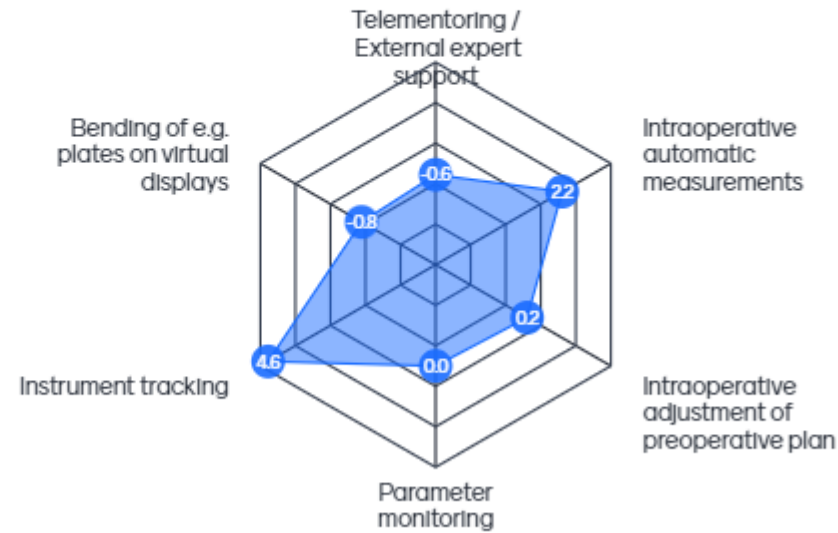 Telementoring /
External expert
support
Bending of e.g.
plates on virtual
displays
Intraoperative
automatic
measurements
-0.6
2.2
-0.8
0.2
4.6
0.0
Instrument tracking
Intraoperative
adjustment of
preoperative plan
Parameter
monitoring